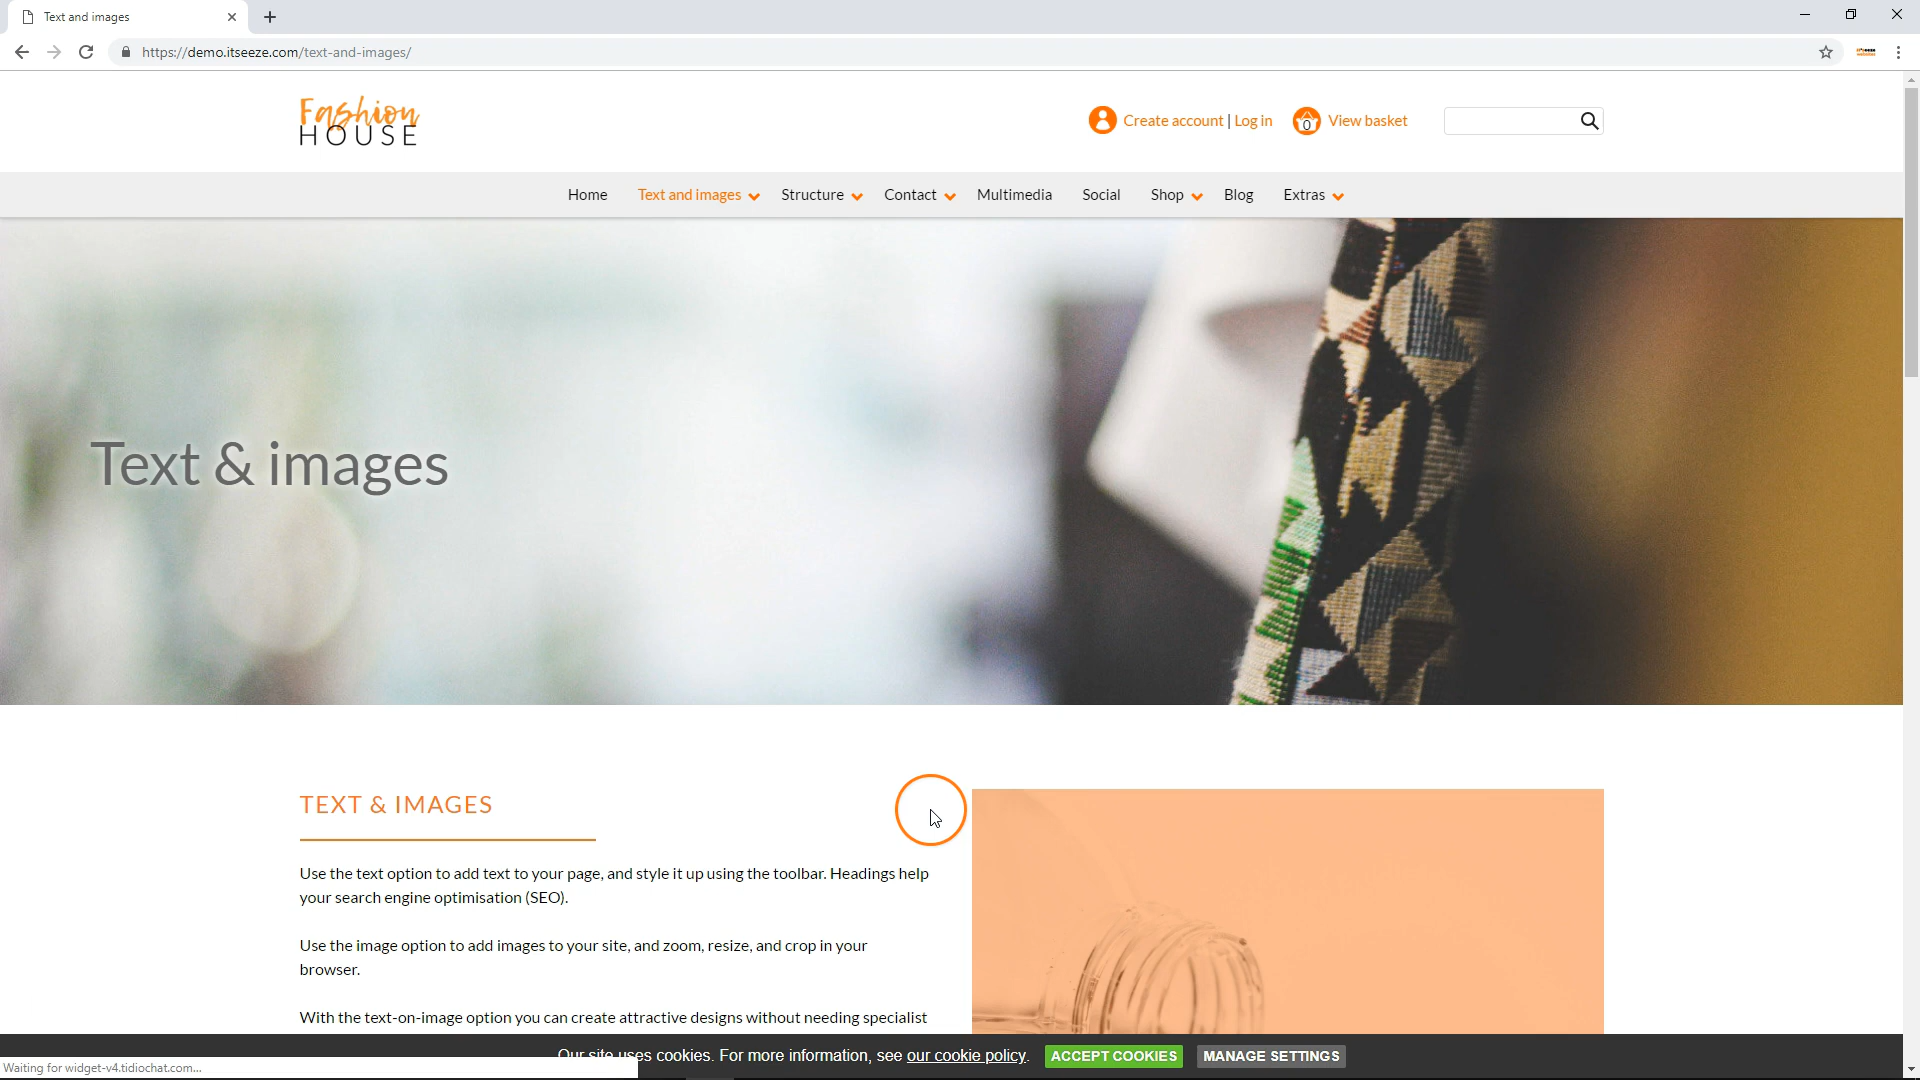 Text and images
https://demo.itseeze.com/text-and-images/
Fashion
HOUSE
Create account | Log in
0
View basket
Home
Text and images
Structure
Contact
Multimedia
Social
Shop
Blog
Extras
Text & images
TEXT & IMAGES
Use the text option to add text to your page, and style it up using the toolbar. Headings help
your search engine optimisation (SEO).
Use the image option to add images to your site, and zoom, resize, and crop in your
browser.
With the text-on-image option you can create attractive designs without needing specialist
Our site uses cookies. For more information, see our cookie policy.
ACCEPT COOKIES
MANAGE SETTINGS
Waiting for widget-v4.tidiochat.com...